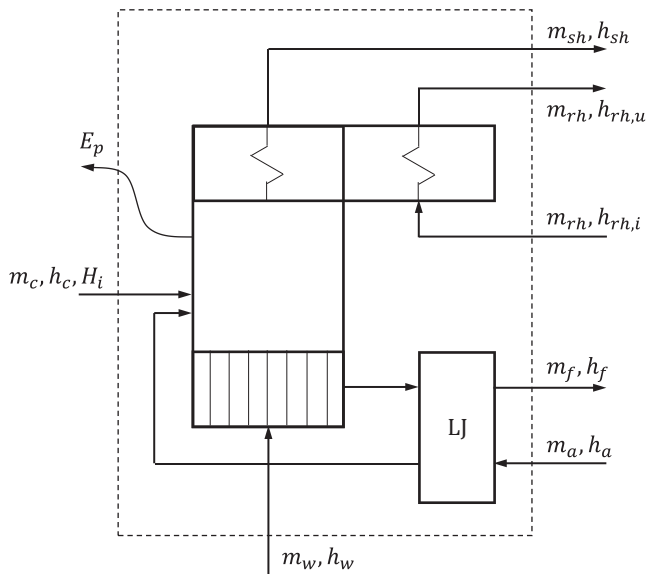 m_sh, h_sh
m_rh, h_rh,u
E_p
m_rh, h_rh,i
m_c, h_c, H_i
m_f, h_f
LJ
m_a, h_a
m_w, h_w